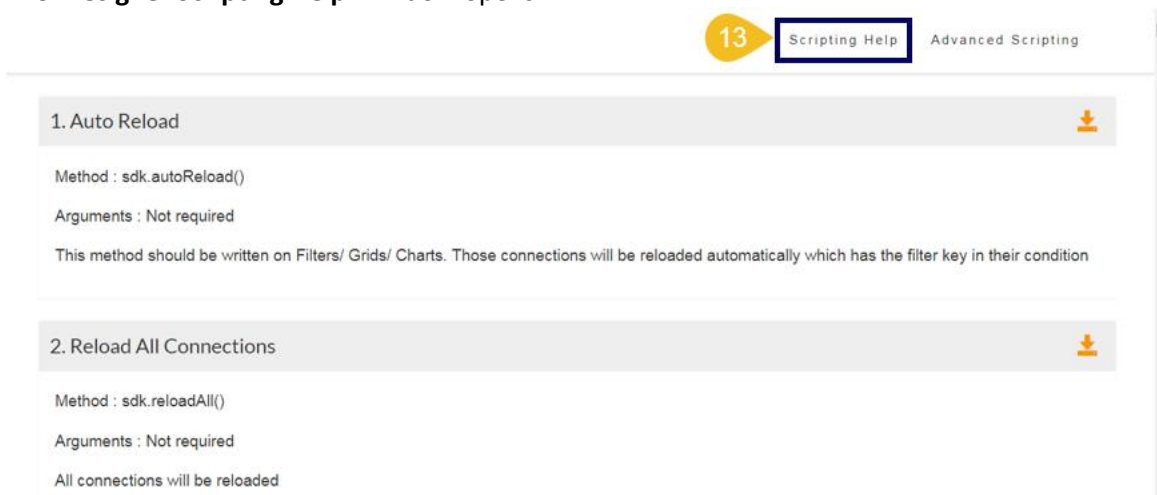 13 Scripting Help Advanced Scripting
1. Auto Reload
Method : sdk.autoReload()
Arguments : Not required
This method should be written on Filters/ Grids/ Charts. Those connections will be reloaded automatically which has the filter key in their condition
2. Reload All Connections
Method : sdk.reloadAll()
Arguments : Not required
All connections will be reloaded